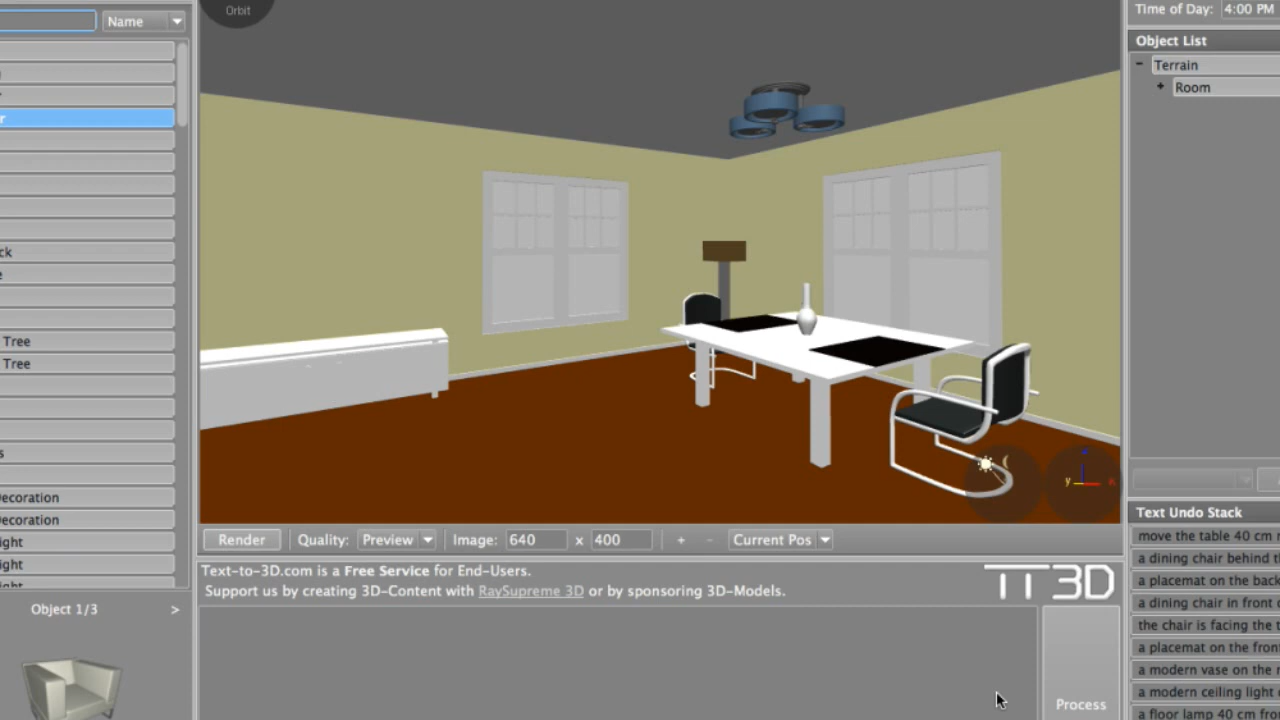 Orbit
Name
r
ck
e
Tree
Tree
s
Decoration
Decoration
ight
ight
ight
Object 1/3 >
Render Quality: Preview Image: 640 x 400 + - Current Pos
Text-to-3D.com is a Free Service for End-Users.
Support us by creating 3D-Content with RaySupreme 3D or by sponsoring 3D-Models.
TT3D
Process
Time of Day: 4:00 PM
Object List
- Terrain
+ Room
y x
Text Undo Stack
move the table 40 cm r
a dining chair behind t
a placemat on the back
a dining chair in front o
the chair is facing the t
a placemat on the front
a modern vase on the
a modern ceiling light
a floor lamp 40 cm fro